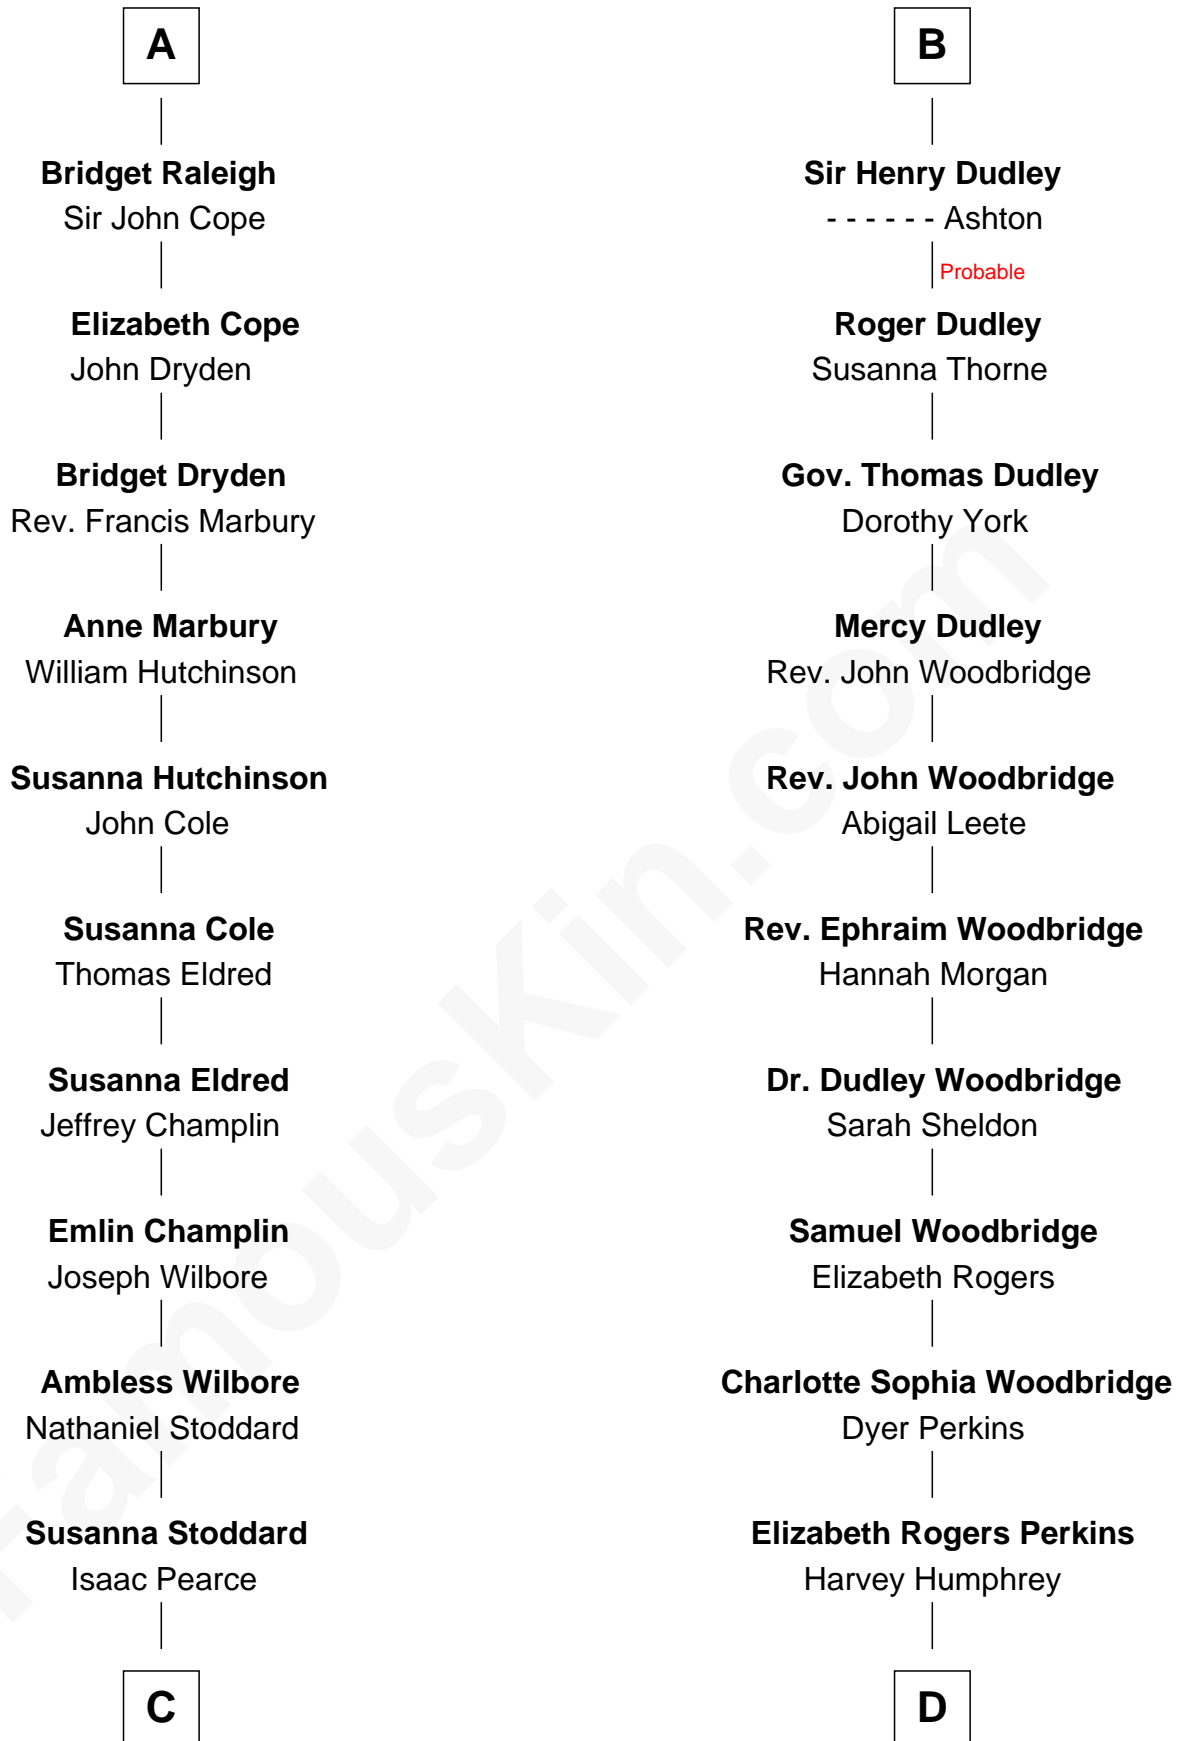 A
Bridget Raleigh
Sir John Cope
Elizabeth Cope
John Dryden
Bridget Dryden
Rev. Francis Marbury
Anne Marbury
William Hutchinson
Susanna Hutchinson
John Cole
Susanna Cole
Thomas Eldred
Susanna Eldred
Jeffrey Champlin
Emlin Champlin
Joseph Wilbore
Ambless Wilbore
Nathaniel Stoddard
Susanna Stoddard
Isaac Pearce
C
B
Sir Henry Dudley
- - - - - - Ashton
Probable
Roger Dudley
Susanna Thorne
Gov. Thomas Dudley
Dorothy York
Mercy Dudley
Rev. John Woodbridge
Rev. John Woodbridge
Abigail Leete
Rev. Ephraim Woodbridge
Hannah Morgan
Dr. Dudley Woodbridge
Sarah Sheldon
Samuel Woodbridge
Elizabeth Rogers
Charlotte Sophia Woodbridge
Dyer Perkins
Elizabeth Rogers Perkins
Harvey Humphrey
D
FamousKin.com